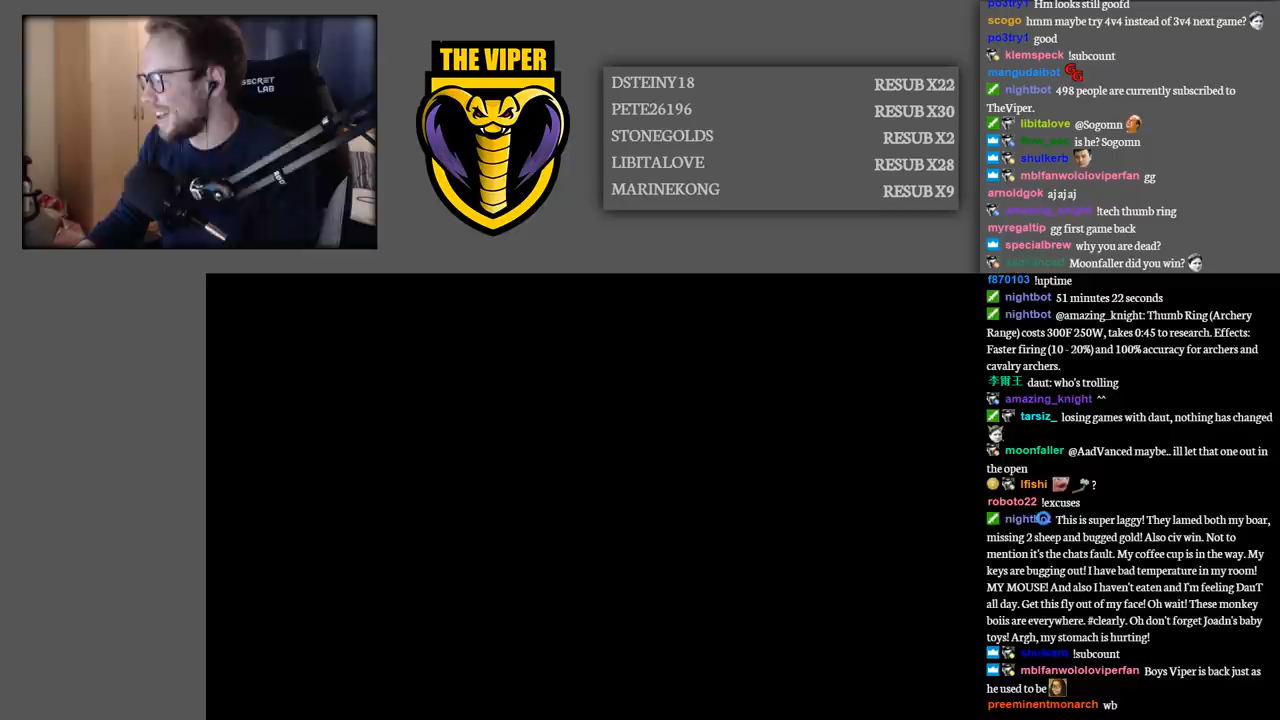 SECRET LAB
THE VIPER
DSTEINY18 RESUB X22
PETE26196 RESUB X30
STONEGOLDS RESUB X2
LIBITALOVE RESUB X28
MARINEKONG RESUB X9
po3try1 Hm looks still goofd
scogo hmm maybe try 4v4 instead of 3v4 next game?
po3try1 good
klemspeck !subcount
mangudaibot GG
nightbot 498 people are currently subscribed to
TheViper.
libitalove @Sogomn
is he? Sogomn
shulkerb
mblfanwololoviperfan gg
arnoldgok aj aj aj
amazing_knight !tech thumb ring
myregaltip gg first game back
specialbrew why you are dead?
aadvanced Moonfaller did you win?
f870103 !uptime
nightbot 51 minutes 22 seconds
nightbot @amazing_knight: Thumb Ring (Archery
Range) costs 300F 250W, takes 0:45 to research. Effects:
Faster firing (10 - 20%) and 100% accuracy for archers and
cavalry archers.
李爾王 daut: who's trolling
amazing_knight ^^
tarsiz_ losing games with daut, nothing has changed
moonfaller @AadVanced maybe.. ill let that one out in
the open
lfishi ?
roboto22 !excuses
nightbot This is super laggy! They lamed both my boar,
missing 2 sheep and bugged gold! Also civ win. Not to
mention it's the chats fault. My coffee cup is in the way. My
keys are bugging out! I have bad temperature in my room!
MY MOUSE! And also I haven't eaten and I'm feeling DauT
all day. Get this fly out of my face! Oh wait! These monkey
boiis are everywhere. #clearly. Oh don't forget Joadn's baby
toys! Argh, my stomach is hurting!
!subcount
mblfanwololoviperfan Boys Viper is back just as
he used to be
preeminentmonarch wb